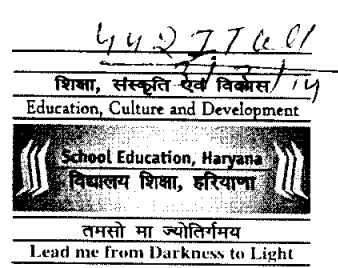 शिक्षा, संस्कृति एवं विकास
Education, Culture and Development
School Education, Haryana
विद्यालय शिक्षा, हरियाणा
तमसो मा ज्योतिर्गमय
Lead me from Darkness to Light